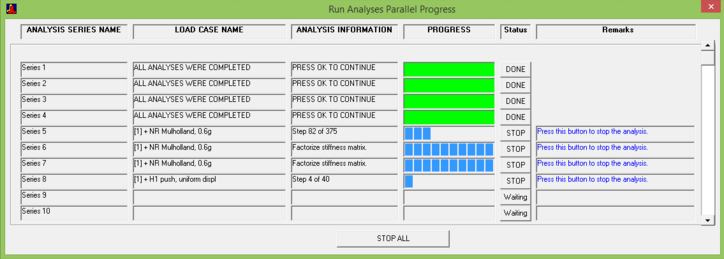 Run Analyses Parallel Progress
ANALYSIS SERIES NAME LOAD CASE NAME ANALYSIS INFORMATION PROGRESS Status Remarks
Series 1 ALL ANALYSES WERE COMPLETED PRESS OK TO CONTINUE DONE
Series 2 ALL ANALYSES WERE COMPLETED PRESS OK TO CONTINUE DONE
Series 3 ALL ANALYSES WERE COMPLETED PRESS OK TO CONTINUE DONE
Series 4 ALL ANALYSES WERE COMPLETED PRESS OK TO CONTINUE DONE
Series 5 [1] + NR Mulholland, 0.6g Step 82 of 375 STOP Press this button to stop the analysis.
Series 6 [1] + NR Mulholland, 0.6g Factorize stiffness matrix. STOP Press this button to stop the analysis.
Series 7 [1] + NR Mulholland, 0.6g Factorize stiffness matrix. STOP Press this button to stop the analysis.
Series 8 [1] + H1 push, uniform displ Step 4 of 40 STOP Press this button to stop the analysis.
Series 9 Waiting
Series 10 Waiting
STOP ALL